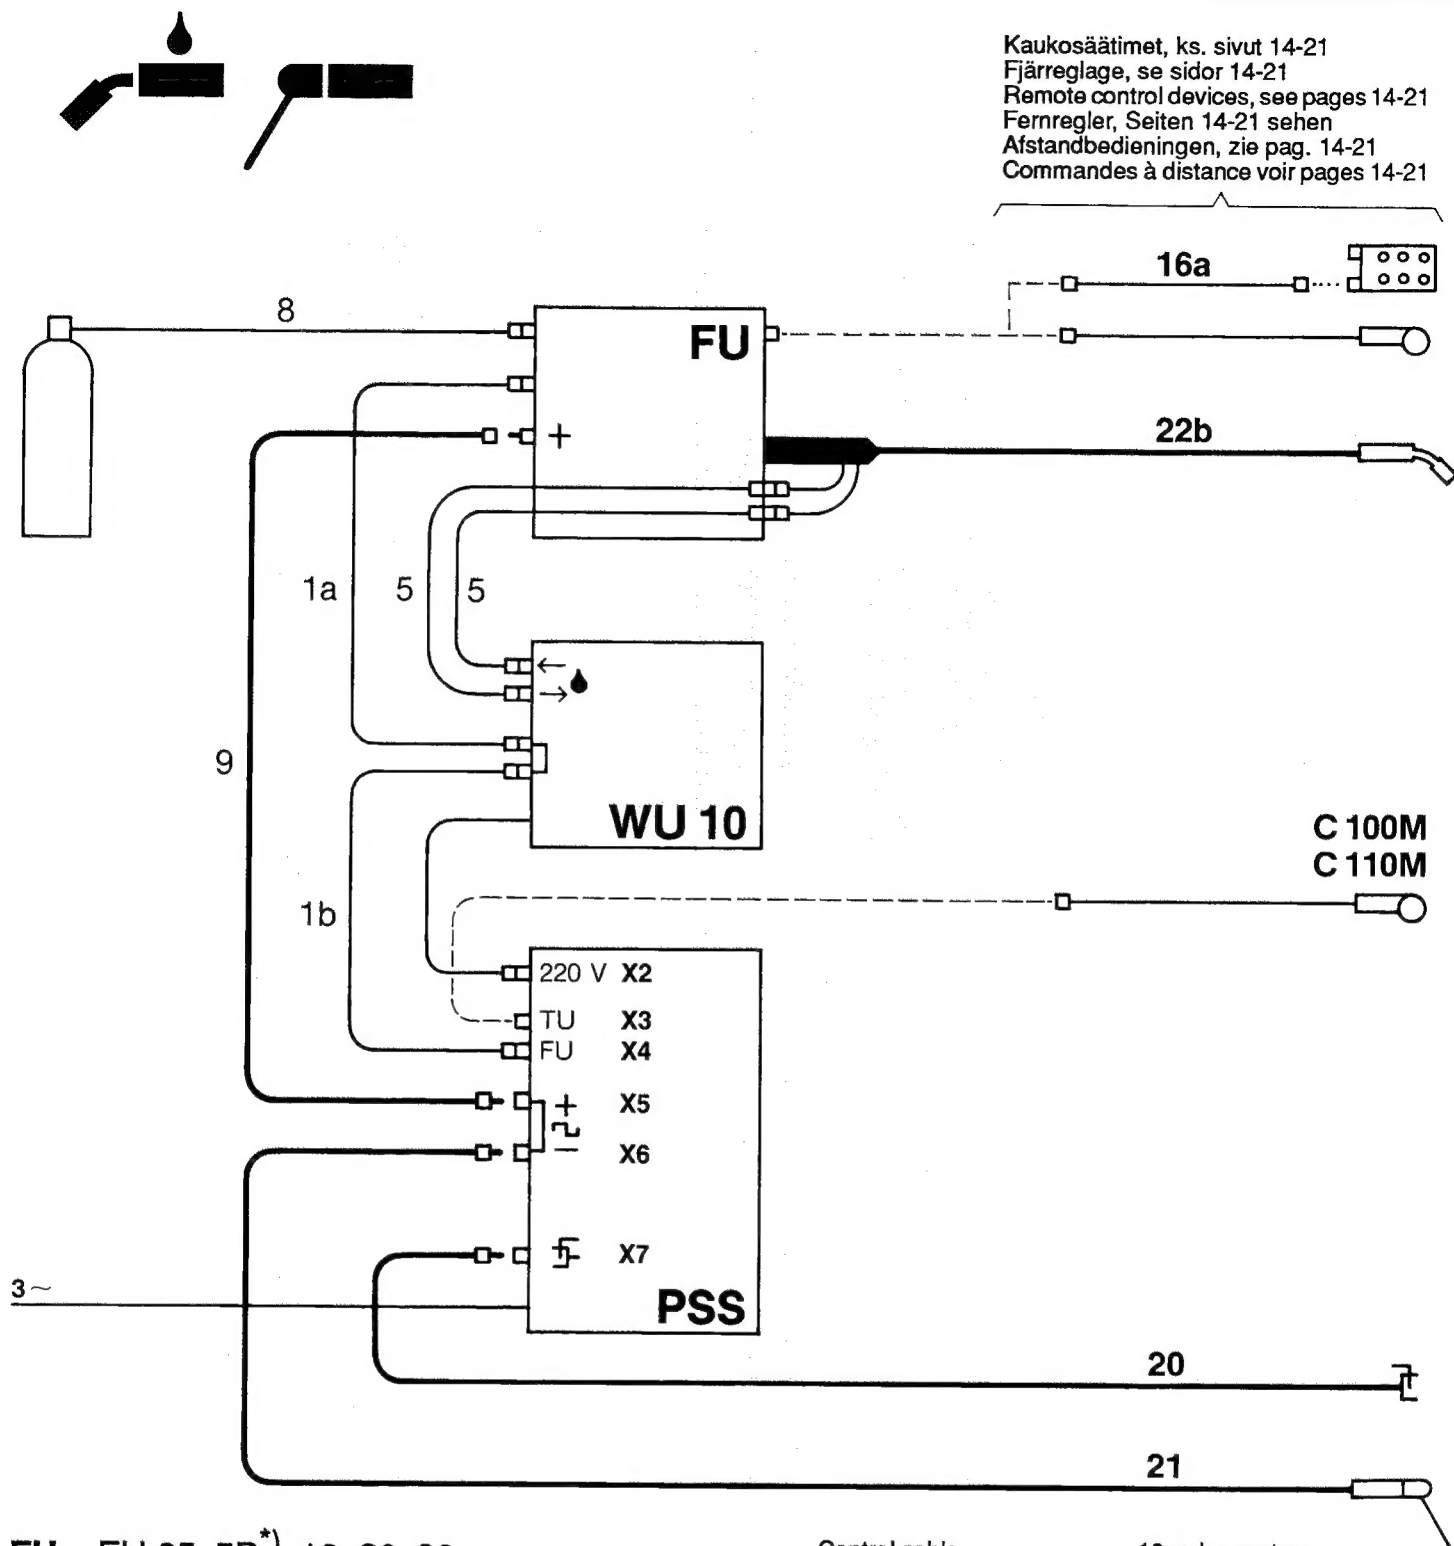 Kaukosäätimet, ks. sivut 14-21
Fjärreglage, se sidor 14-21
Remote control devices, see pages 14-21
Fernregler, Seiten 14-21 sehen
Afstandbedieningen, zie pag. 14-21
Commandes à distance voir pages 14-21
16a
8
FU
+
22b
1a
5
5
9
WU 10
C 100M
C 110M
1b
220 V X2
TU X3
FU X4
+ X5
− X6
X7
3~
PSS
20
21